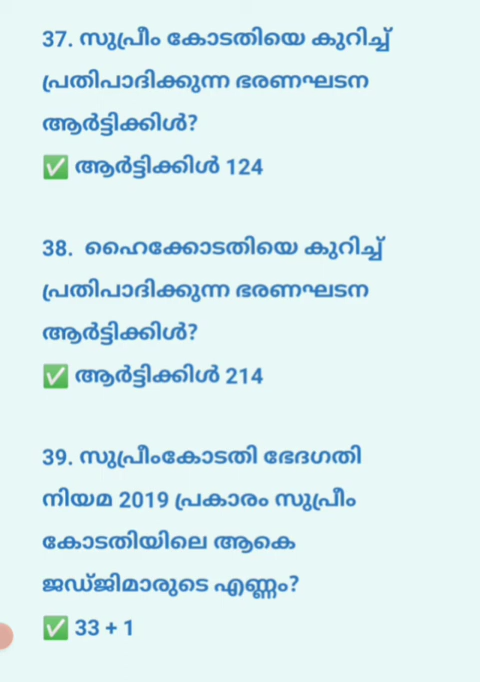 37. സുപ്രീം കോടതിയെ കുറിച്ച്
പ്രതിപാദിക്കുന്ന ഭരണഘടന
ആർട്ടിക്കിൾ?
✅ ആർട്ടിക്കിൾ 124
38. ഹൈക്കോടതിയെ കുറിച്ച്
പ്രതിപാദിക്കുന്ന ഭരണഘടന
ആർട്ടിക്കിൾ?
✅ ആർട്ടിക്കിൾ 214
39. സുപ്രീംകോടതി ഭേദഗതി
നിയമ 2019 പ്രകാരം സുപ്രീം
കോടതിയിലെ ആകെ
ജഡ്ജിമാരുടെ എണ്ണം?
✅ 33 + 1